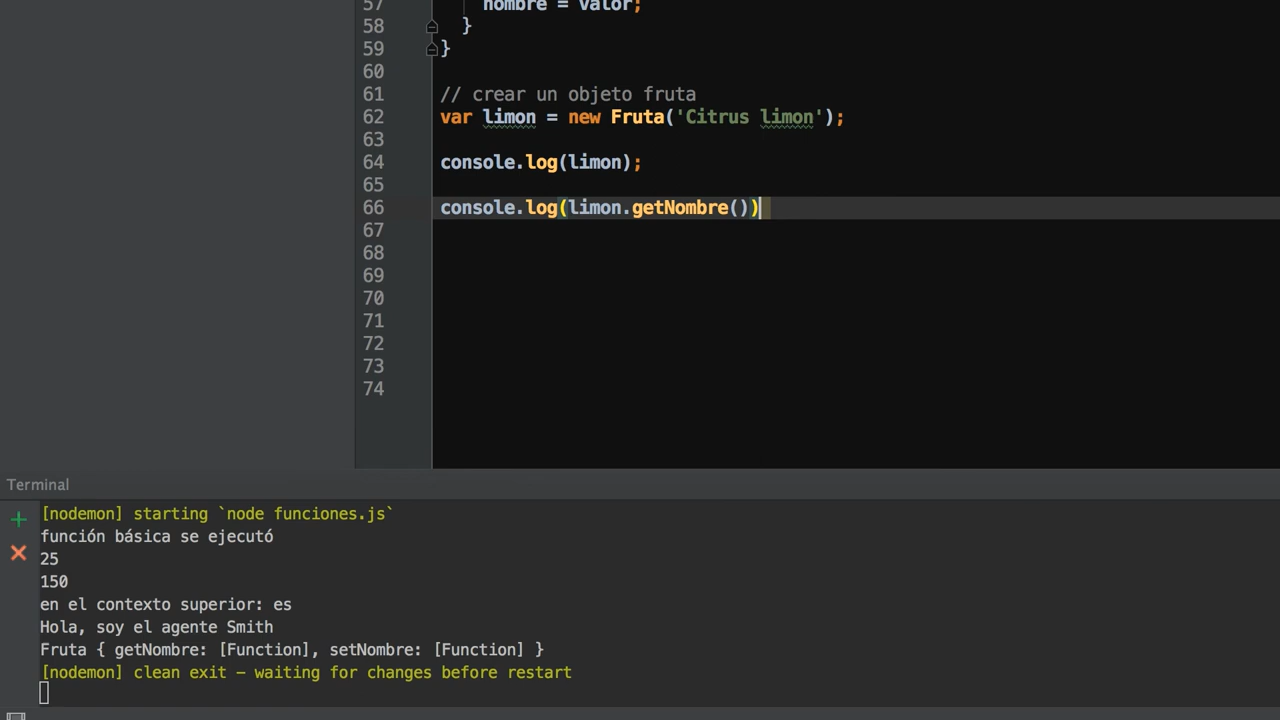 57 nombre = valor;
58 }
59 }
60
61 // crear un objeto fruta
62 var limon = new Fruta('Citrus limon');
63
64 console.log(limon);
65
66 console.log(limon.getNombre())
67
68
69
70
71
72
73
74
Terminal
[nodemon] starting `node funciones.js`
función básica se ejecutó
25
150
en el contexto superior: es
Hola, soy el agente Smith
Fruta { getNombre: [Function], setNombre: [Function] }
[nodemon] clean exit - waiting for changes before restart